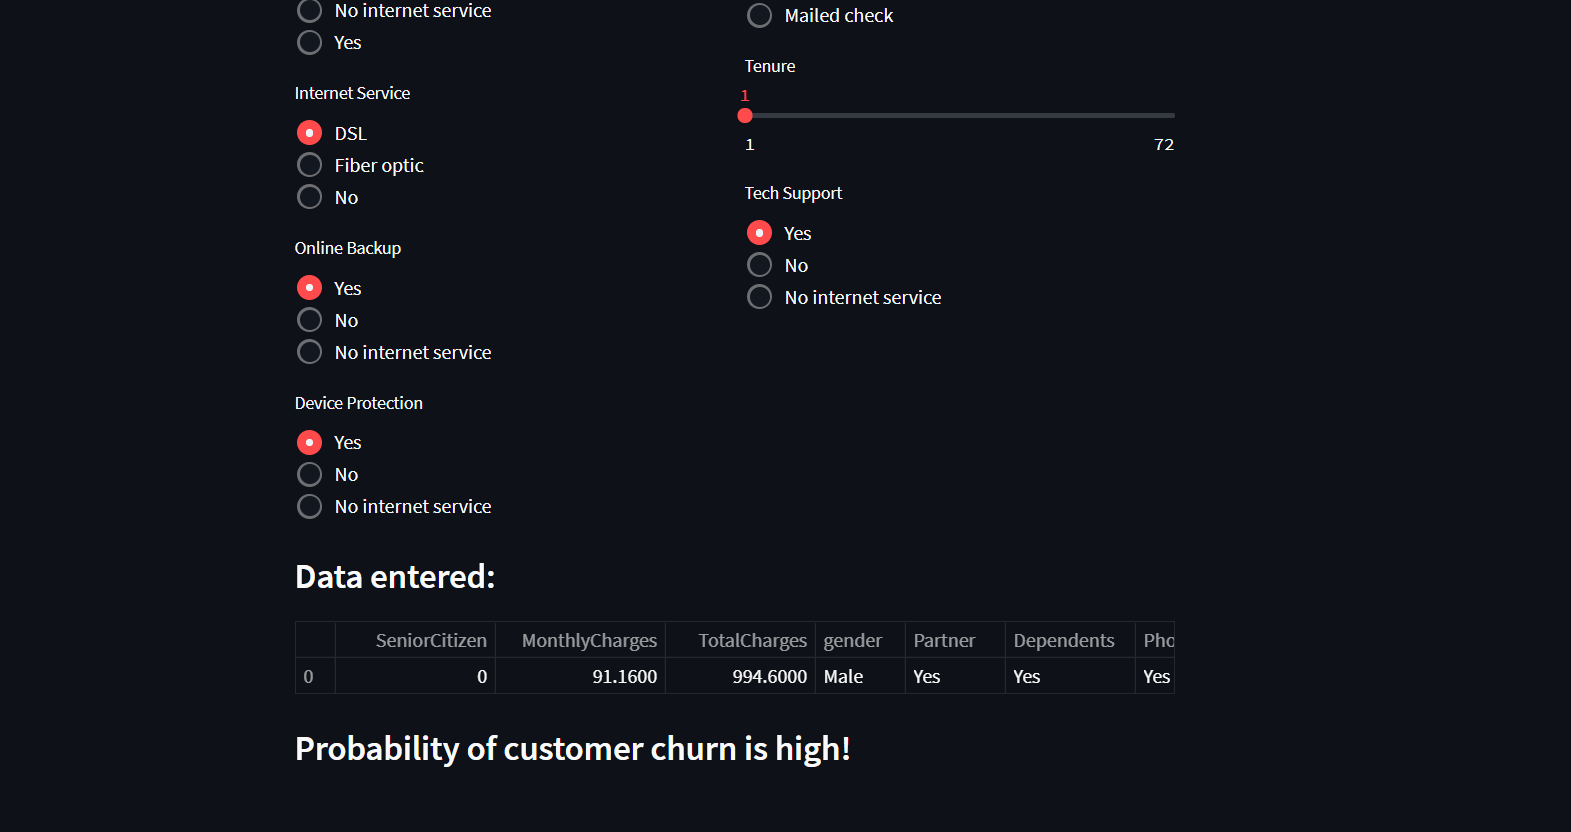 No internet service
Yes
Internet Service
DSL
Fiber optic
No
Online Backup
Yes
No
No internet service
Device Protection
Yes
No
No internet service
Mailed check
Tenure
1
1 72
Tech Support
Yes
No
No internet service
Data entered:
SeniorCitizen MonthlyCharges TotalCharges gender Partner Dependents Pho
0 0 91.1600 994.6000 Male Yes Yes Yes
Probability of customer churn is high!